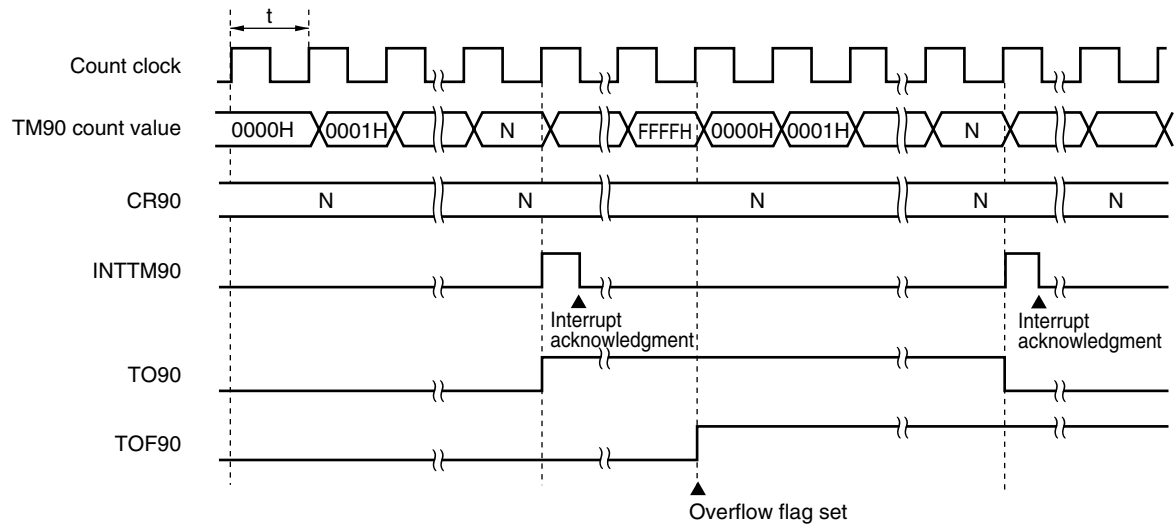 t
Count clock
TM90 count value 0000H 0001H N FFFFH 0000H 0001H N
CR90 N N N N N
INTTM90
Interrupt acknowledgment
Interrupt acknowledgment
TO90
TOF90
Overflow flag set